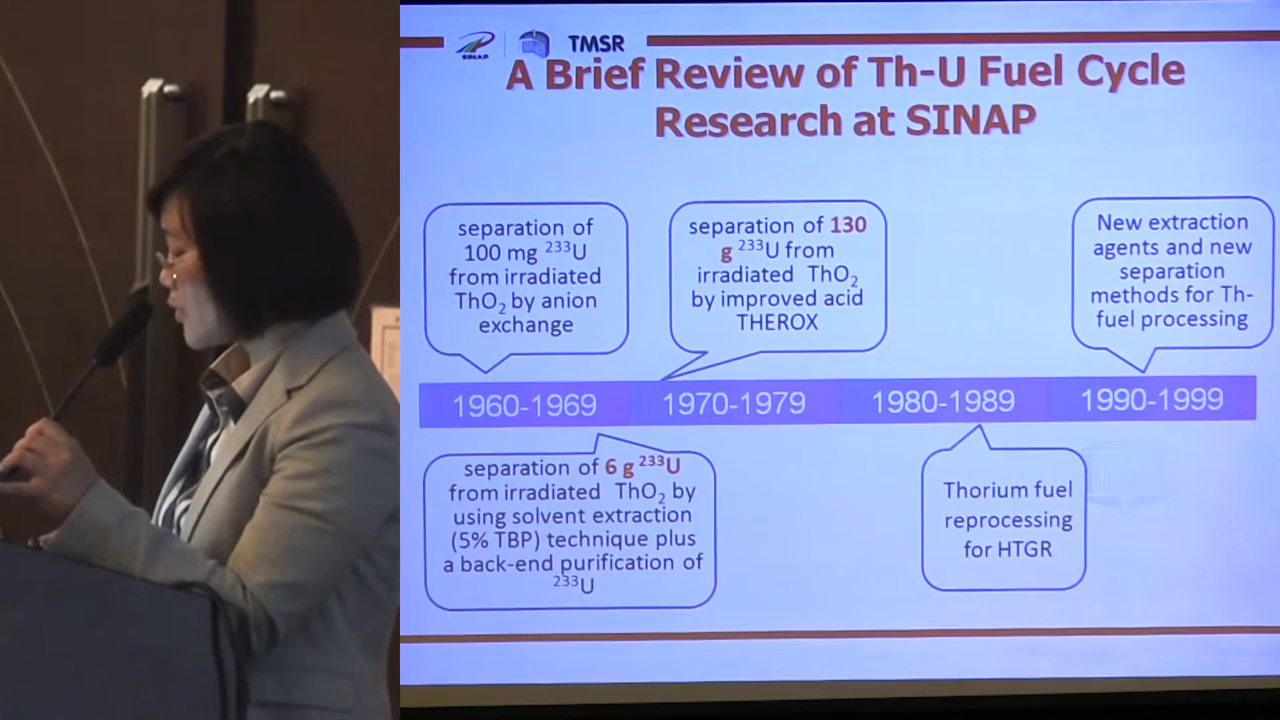 SINAP
TMSR
A Brief Review of Th-U Fuel Cycle
Research at SINAP
separation of
100 mg ²³³U
from irradiated
ThO₂ by anion
exchange
separation of 130
g ²³³U from
irradiated ThO₂
by improved acid
THEROX
New extraction
agents and new
separation
methods for Th-
fuel processing
1960-1969
1970-1979
1980-1989
1990-1999
separation of 6 g ²³³U
from irradiated ThO₂ by
using solvent extraction
(5% TBP) technique plus
a back-end purification of
²³³U
Thorium fuel
reprocessing
for HTGR